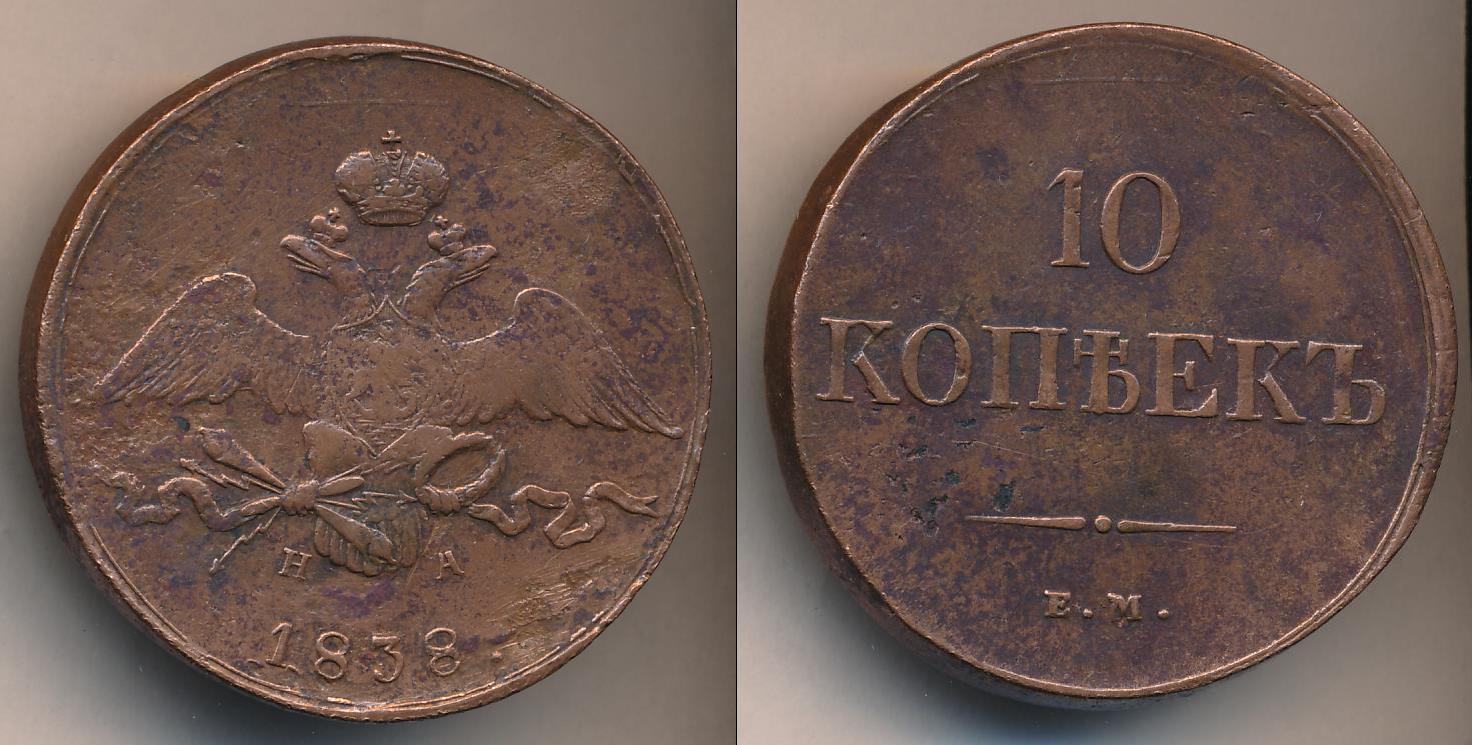 Н А
1838
10
КОПѢЕКЪ
Е.М.